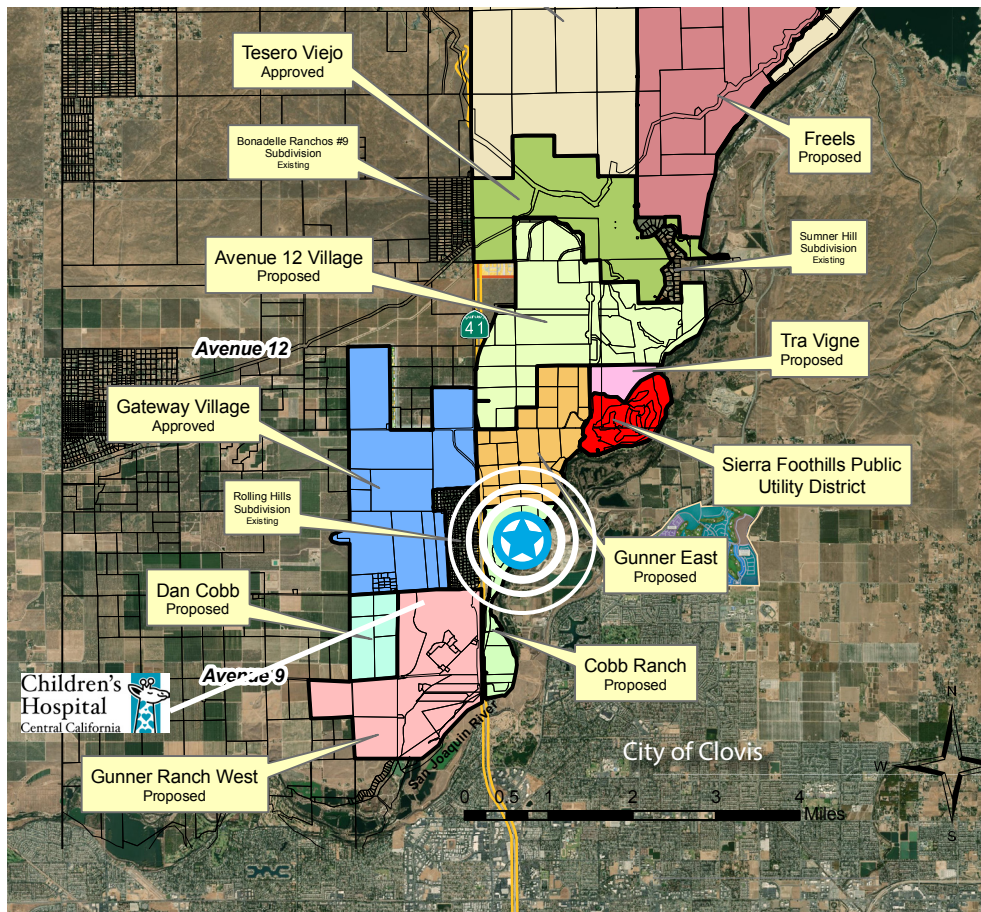 Tesero Viejo
Approved
Freels
Proposed
Bonadelle Ranchos #9
Subdivision
Existing
Sumner Hill
Subdivision
Existing
Avenue 12 Village
Proposed
41
Tra Vigne
Proposed
Avenue 12
Gateway Village
Approved
Sierra Foothills Public
Utility District
Rolling Hills
Subdivision
Existing
Gunner East
Proposed
Dan Cobb
Proposed
Cobb Ranch
Proposed
Avenue 9
Children's
Hospital
Central California
San Joaquin River
City of Clovis
N
W
E
S
Gunner Ranch West
Proposed
0 0.5 1 2 3 4
Miles